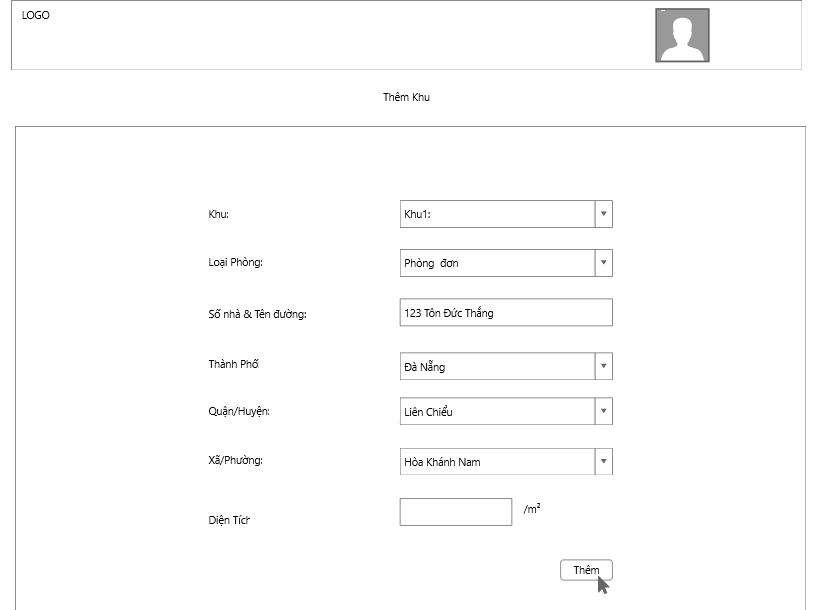 LOGO
Thêm Khu
Khu: Khu1:
Loại Phòng: Phòng đơn
Số nhà & Tên đường: 123 Tôn Đức Thắng
Thành Phố: Đà Nẵng
Quận/Huyện: Liên Chiểu
Xã/Phường: Hòa Khánh Nam
Diện Tích /m²
Thêm